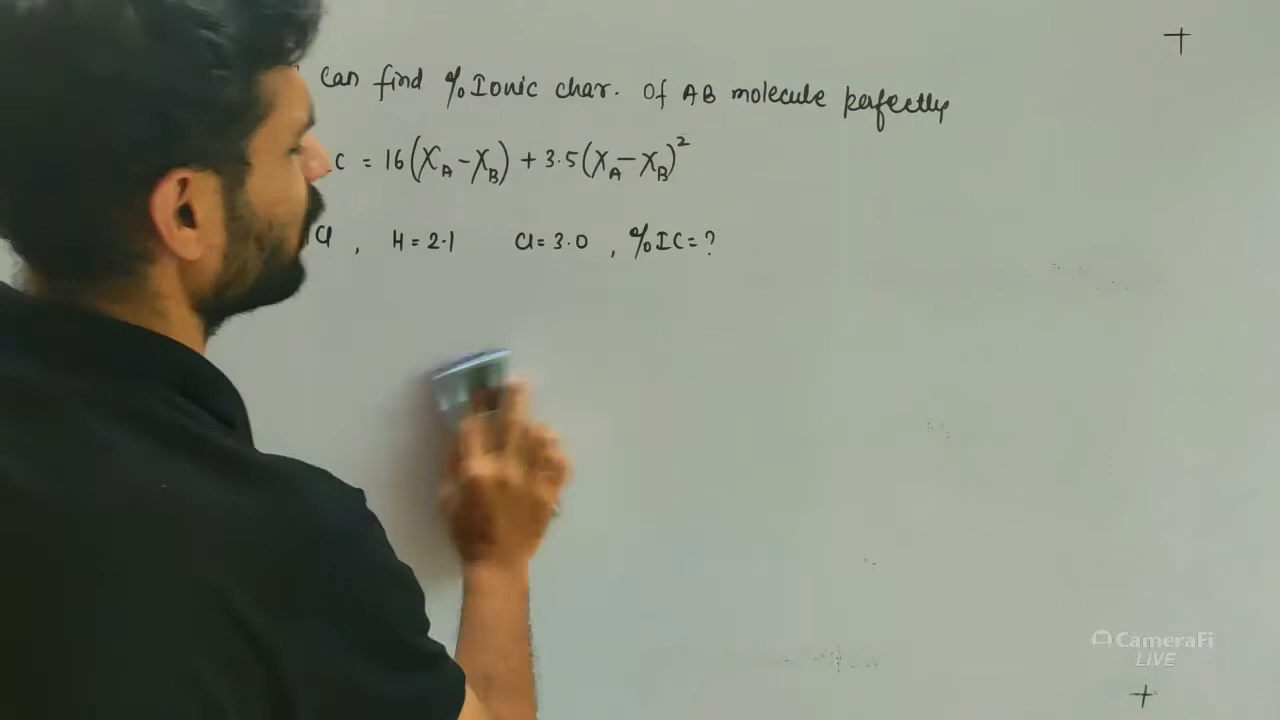 can find % Ionic char. Of AB molecule perfectly
C = 16(X_A - X_B) + 3.5(X_A - X_B)²
Cl , H = 2.1 Cl = 3.0 , % IC = ?
CameraFi
LIVE